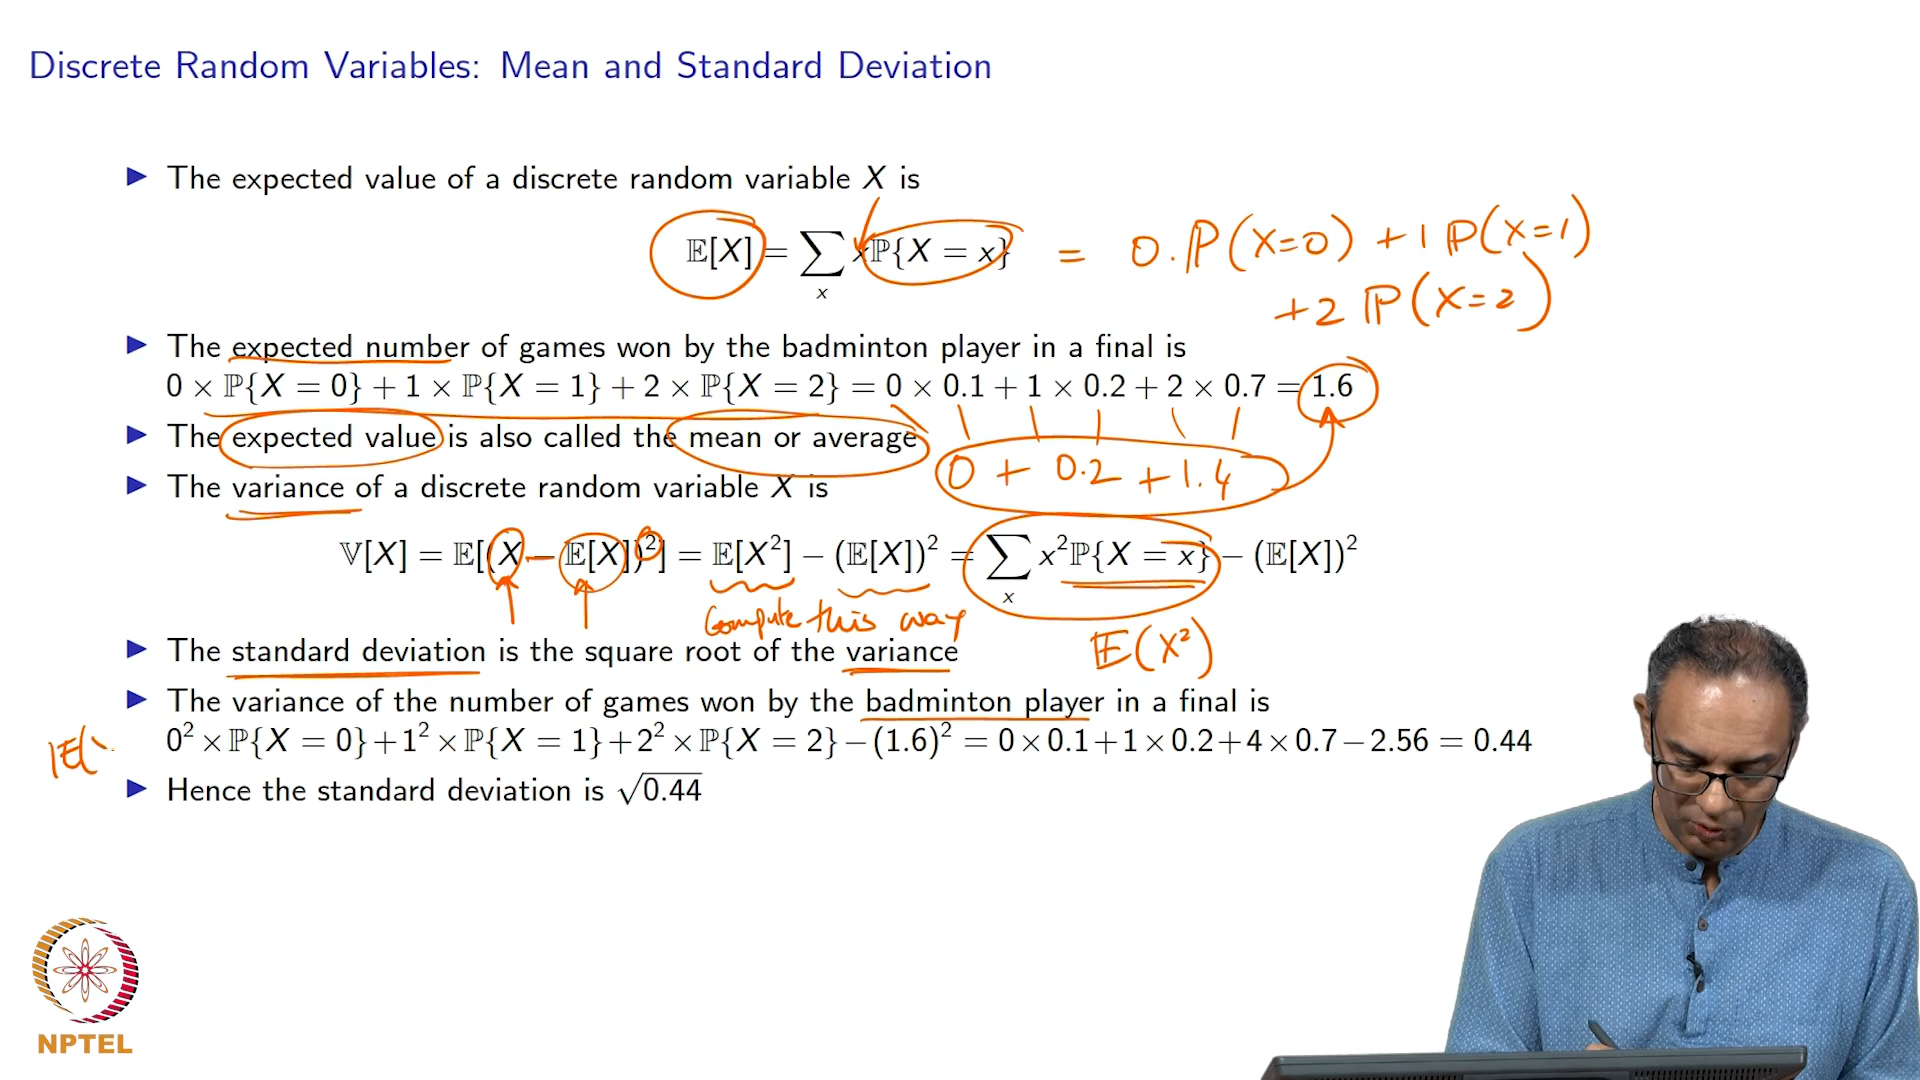 Discrete Random Variables: Mean and Standard Deviation
▶ The expected value of a discrete random variable X is
𝔼[X] = ∑ₓ xℙ{X = x} = 0.ℙ(X=0) + 1 ℙ(X=1)
+2 ℙ(X=2)
▶ The expected number of games won by the badminton player in a final is
0 × ℙ{X = 0} + 1 × ℙ{X = 1} + 2 × ℙ{X = 2} = 0 × 0.1 + 1 × 0.2 + 2 × 0.7 = 1.6
▶ The expected value is also called the mean or average
0 + 0.2 + 1.4
▶ The variance of a discrete random variable X is
𝕍[X] = 𝔼[(X − 𝔼[X])²] = 𝔼[X²] − (𝔼[X])² = ∑ₓ x²ℙ{X = x} − (𝔼[X])²
Compute this way
𝔼(X²)
▶ The standard deviation is the square root of the variance
▶ The variance of the number of games won by the badminton player in a final is
𝔼( 0² × ℙ{X = 0} + 1² × ℙ{X = 1} + 2² × ℙ{X = 2} − (1.6)² = 0 × 0.1 + 1 × 0.2 + 4 × 0.7 − 2.56 = 0.44
▶ Hence the standard deviation is √0.44
NPTEL